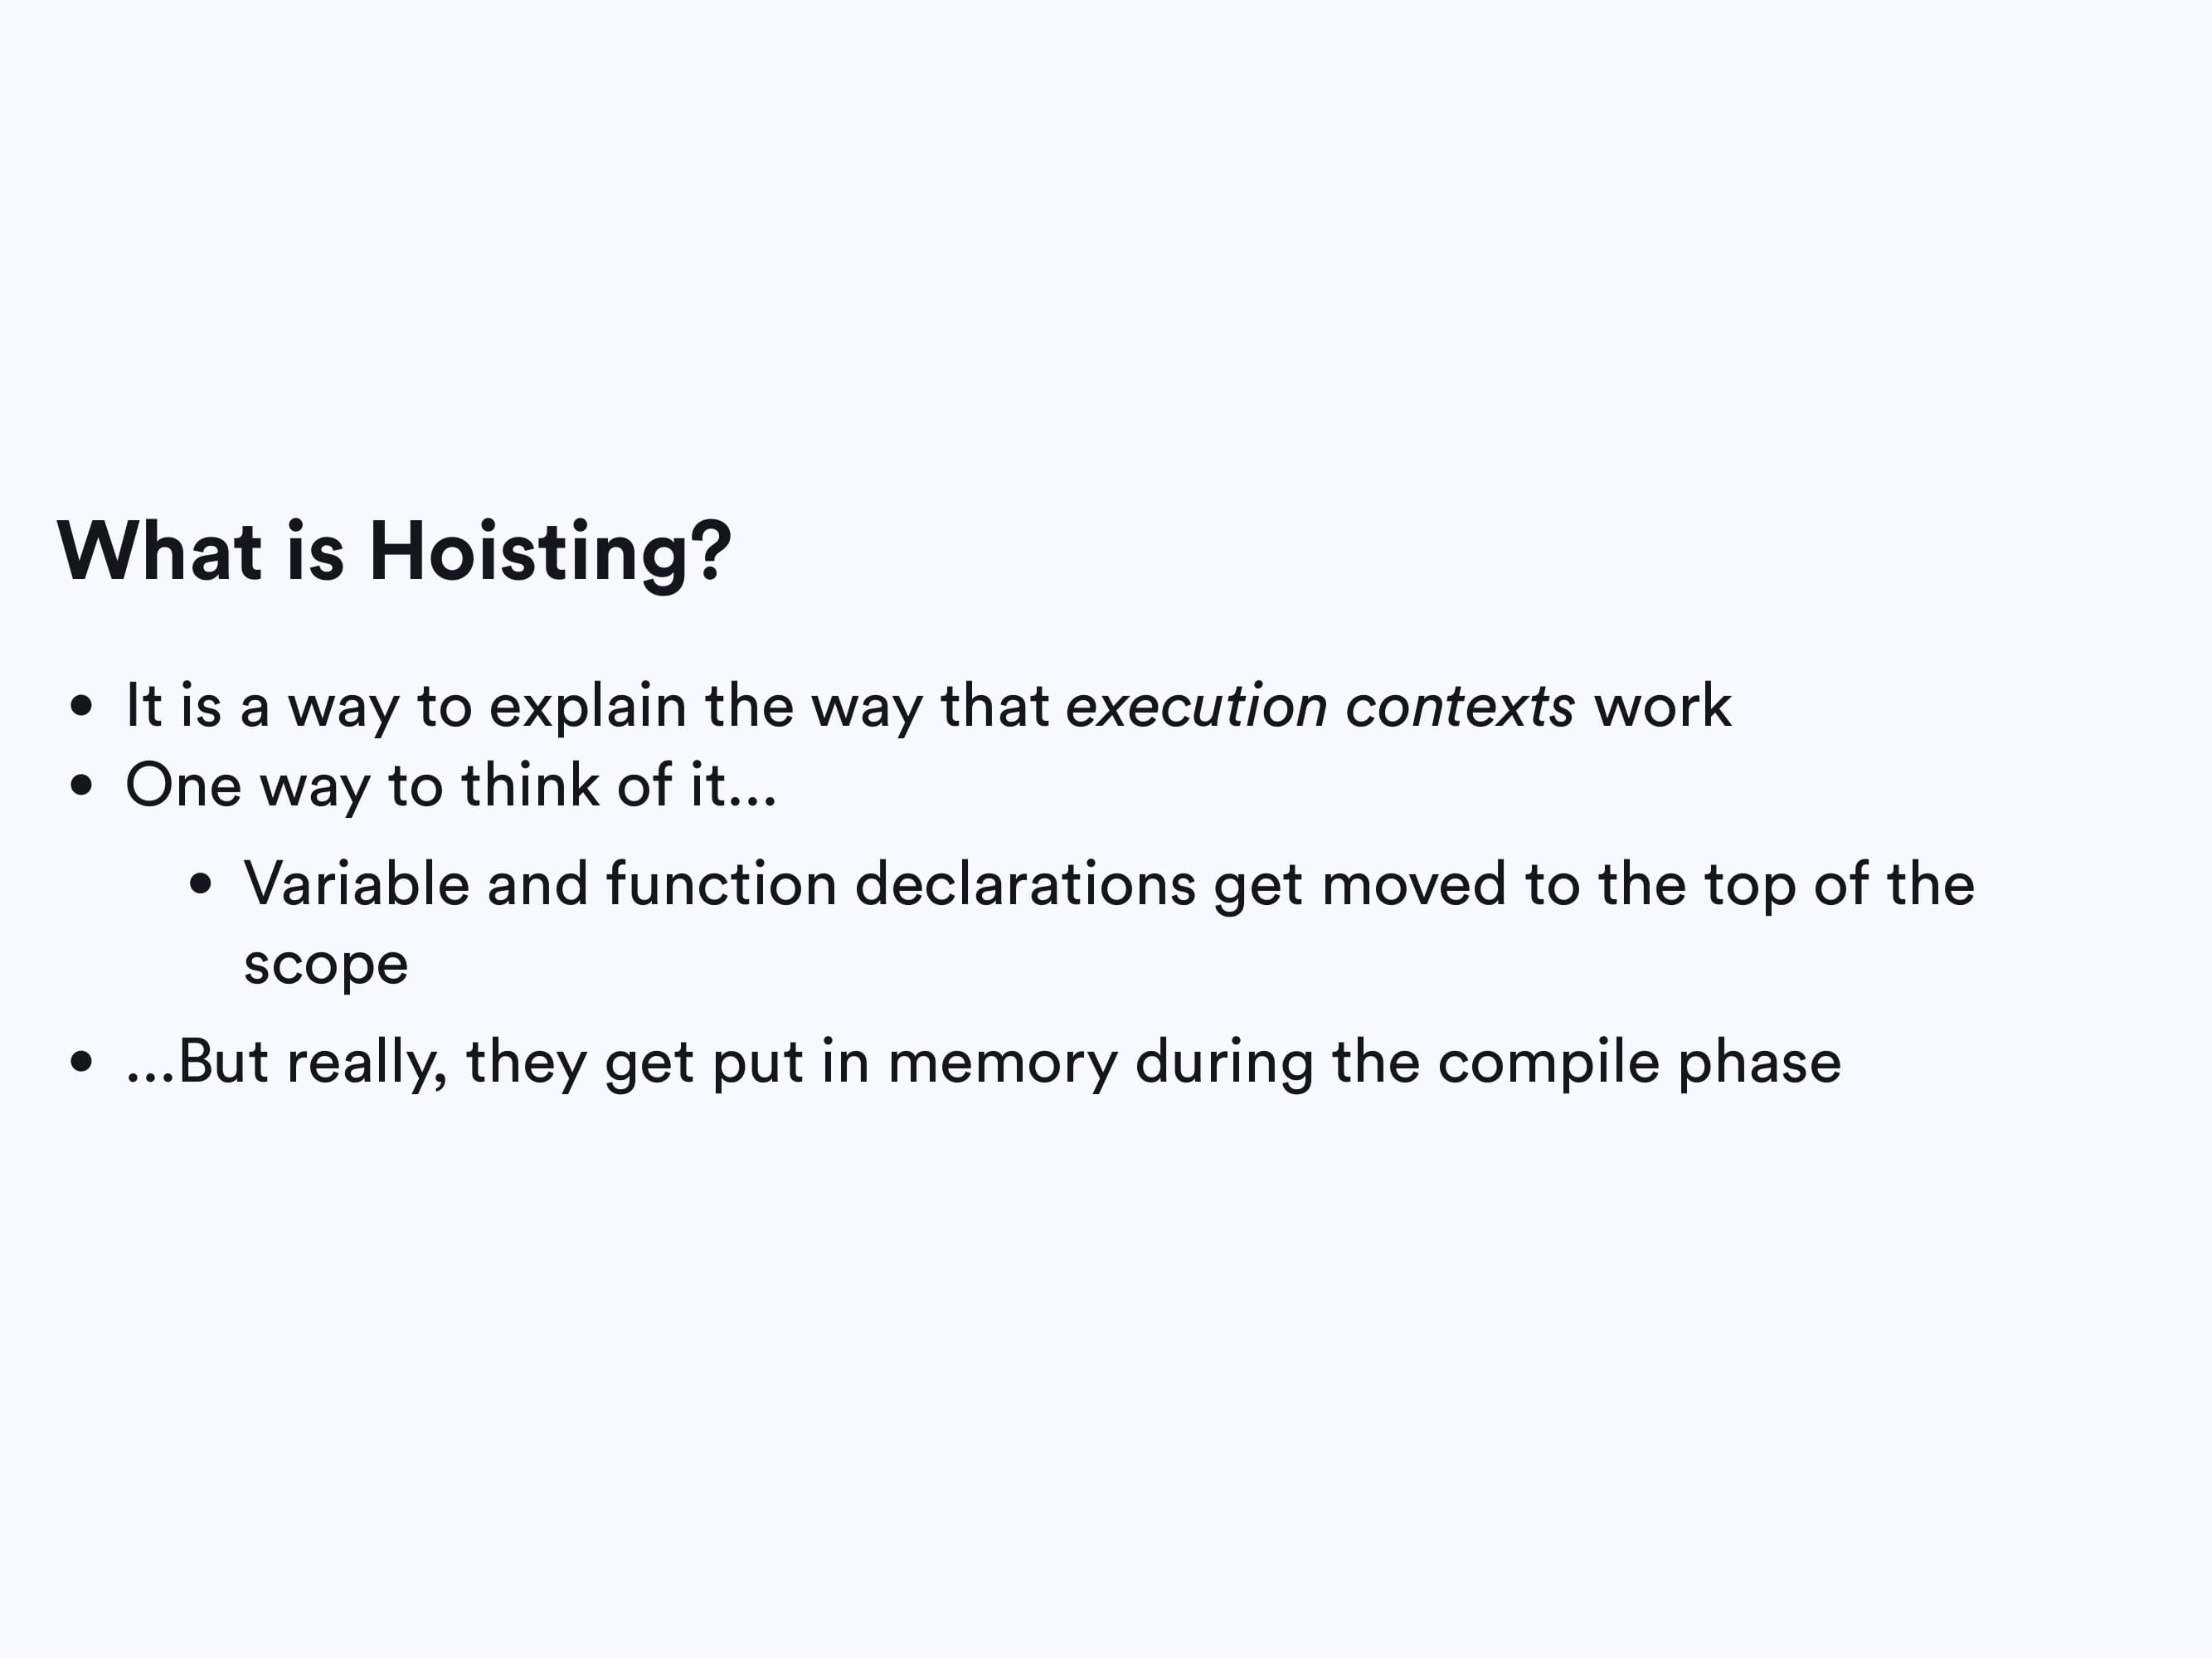 What is Hoisting?
• It is a way to explain the way that execution contexts work
• One way to think of it...
• Variable and function declarations get moved to the top of the
scope
• ...But really, they get put in memory during the compile phase